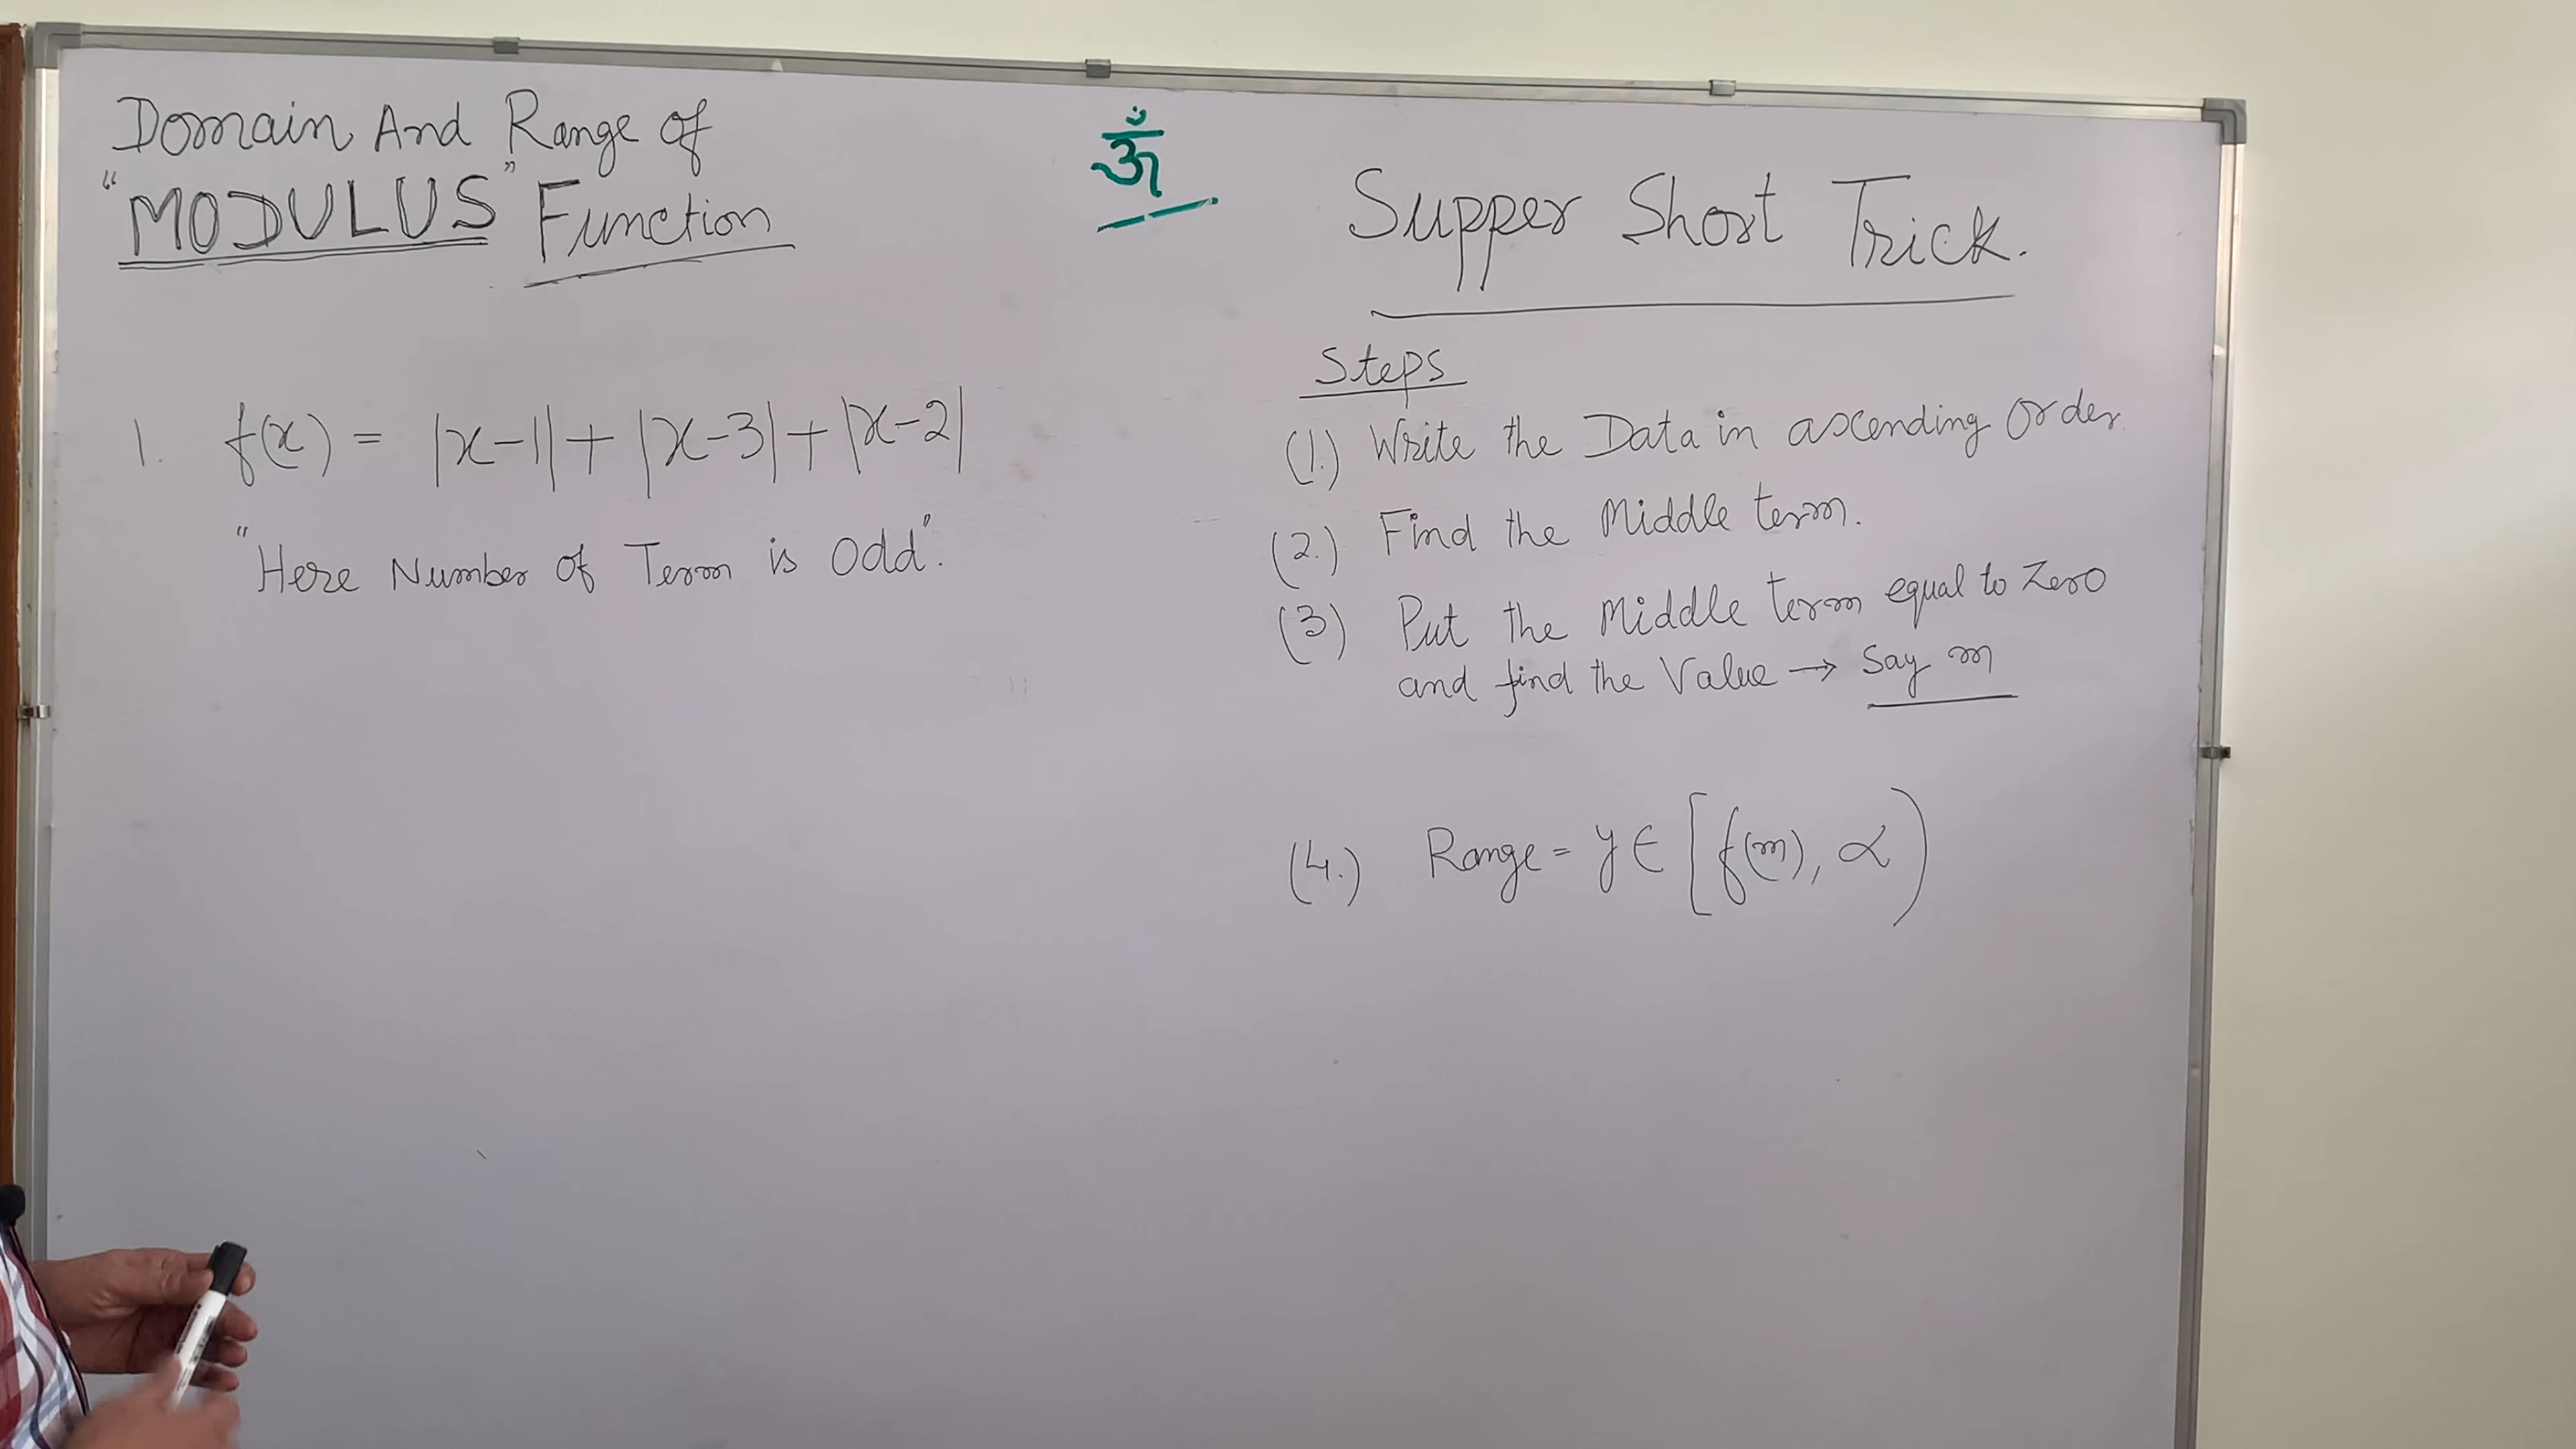 Domain And Range of
"MODULUS" Function
ॐ
1. f(x) = |x-1| + |x-3| + |x-2|
"Here Number of Term is Odd".
Supper Short Trick.
Steps
(1.) Write the Data in ascending Order
(2.) Find the Middle term.
(3) Put the Middle term equal to Zero
and find the Value → Say m
(4.) Range = y ∈ [f(m), ∝)